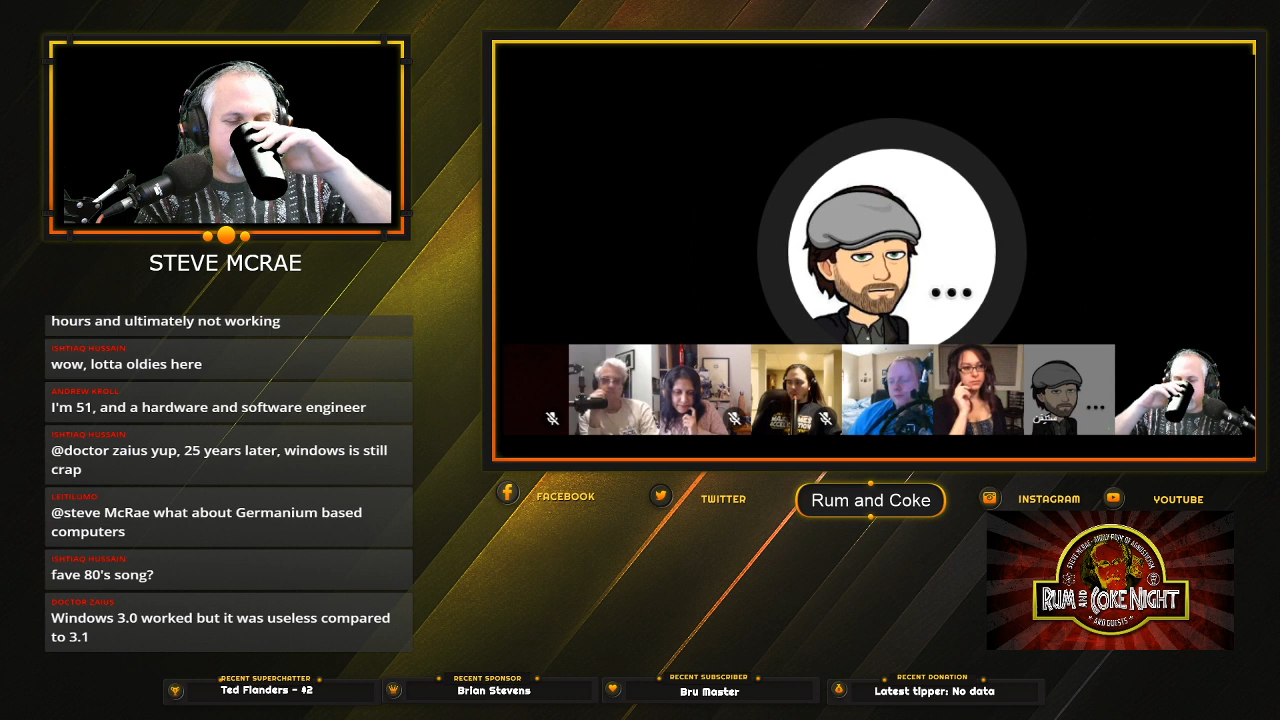 STEVE MCRAE
hours and ultimately not working
ISHTIAQ HUSSAIN
wow, lotta oldies here
ANDREW KROLL
I'm 51, and a hardware and software engineer
ISHTIAQ HUSSAIN
@doctor zaius yup, 25 years later, windows is still
crap
LEITILUMO
@steve McRae what about Germanium based
computers
ISHTIAQ HUSSAIN
fave 80's song?
DOCTOR ZAIUS
Windows 3.0 worked but it was useless compared
to 3.1
FACEBOOK
TWITTER
Rum and Coke
INSTAGRAM
YOUTUBE
RUM AND COKE NIGHT
RECENT SUPERCHATTER
Ted Flanders - $2
RECENT SPONSOR
Brian Stevens
RECENT SUBSCRIBER
Bru Master
RECENT DONATION
Latest tipper: No data